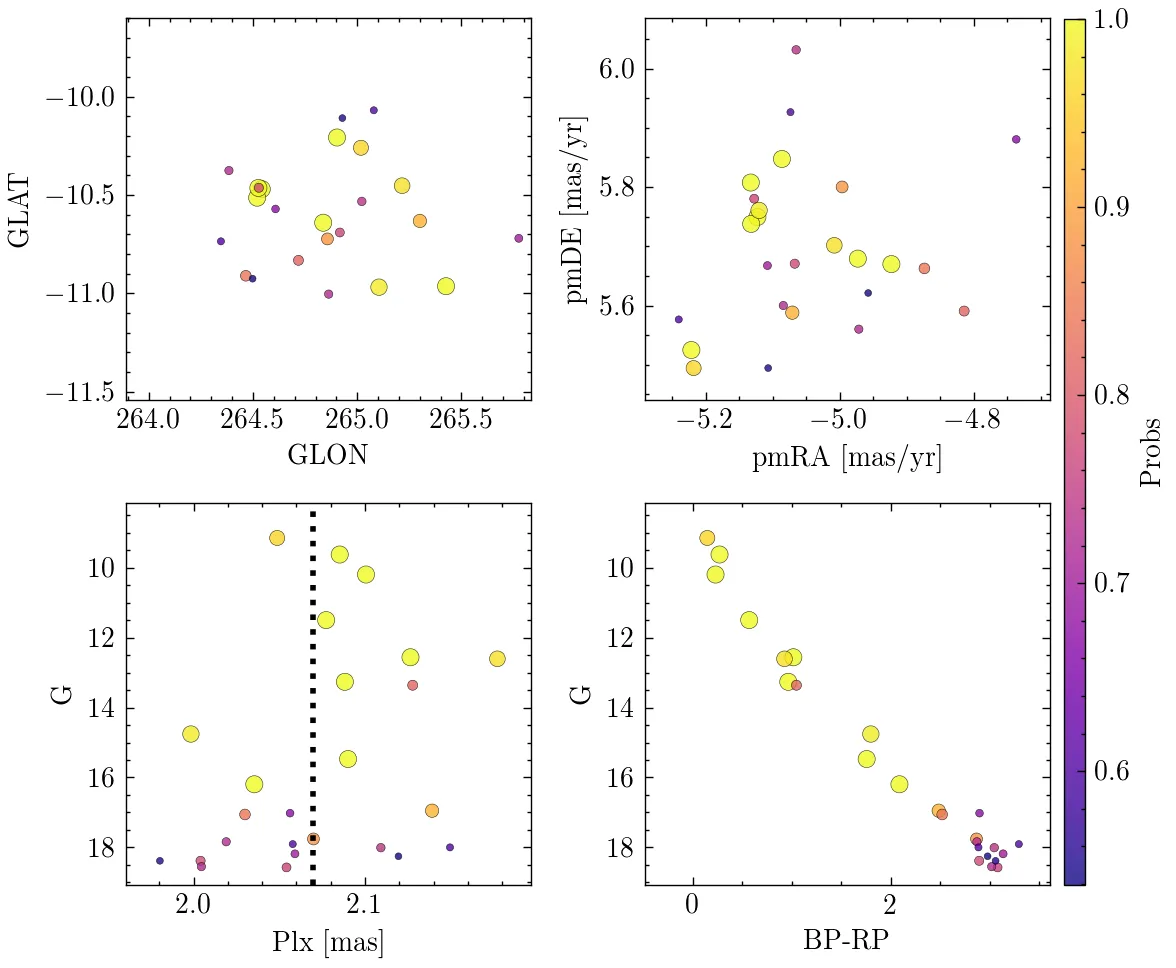 GLAT
−10.0
−10.5
−11.0
−11.5
264.0 264.5 265.0 265.5
GLON
pmDE [mas/yr]
6.0
5.8
5.6
−5.2 −5.0 −4.8
pmRA [mas/yr]
G
10
12
14
16
18
2.0 2.1
Plx [mas]
G
10
12
14
16
18
0 2
BP-RP
1.0
0.9
0.8
0.7
0.6
Probs